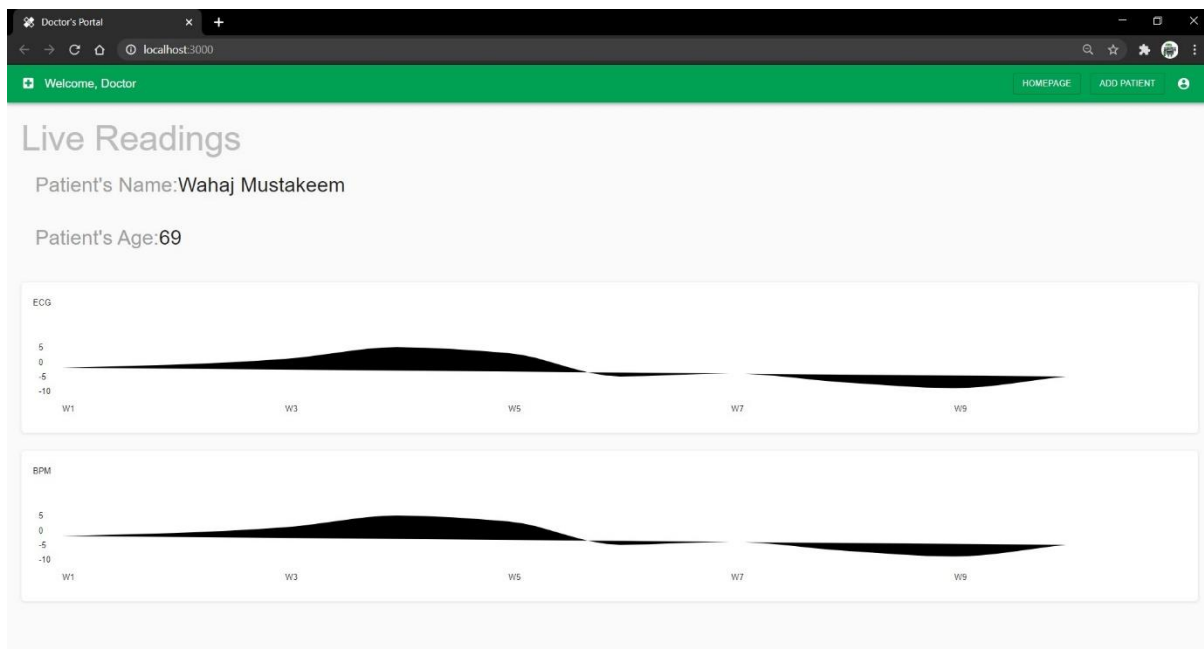 Doctor's Portal
localhost:3000
Welcome, Doctor
HOMEPAGE
ADD PATIENT
Live Readings
Patient's Name:Wahaj Mustakeem
Patient's Age:69
ECG
5
0
-5
-10
W1 W3 W5 W7 W9
BPM
5
0
-5
-10
W1 W3 W5 W7 W9